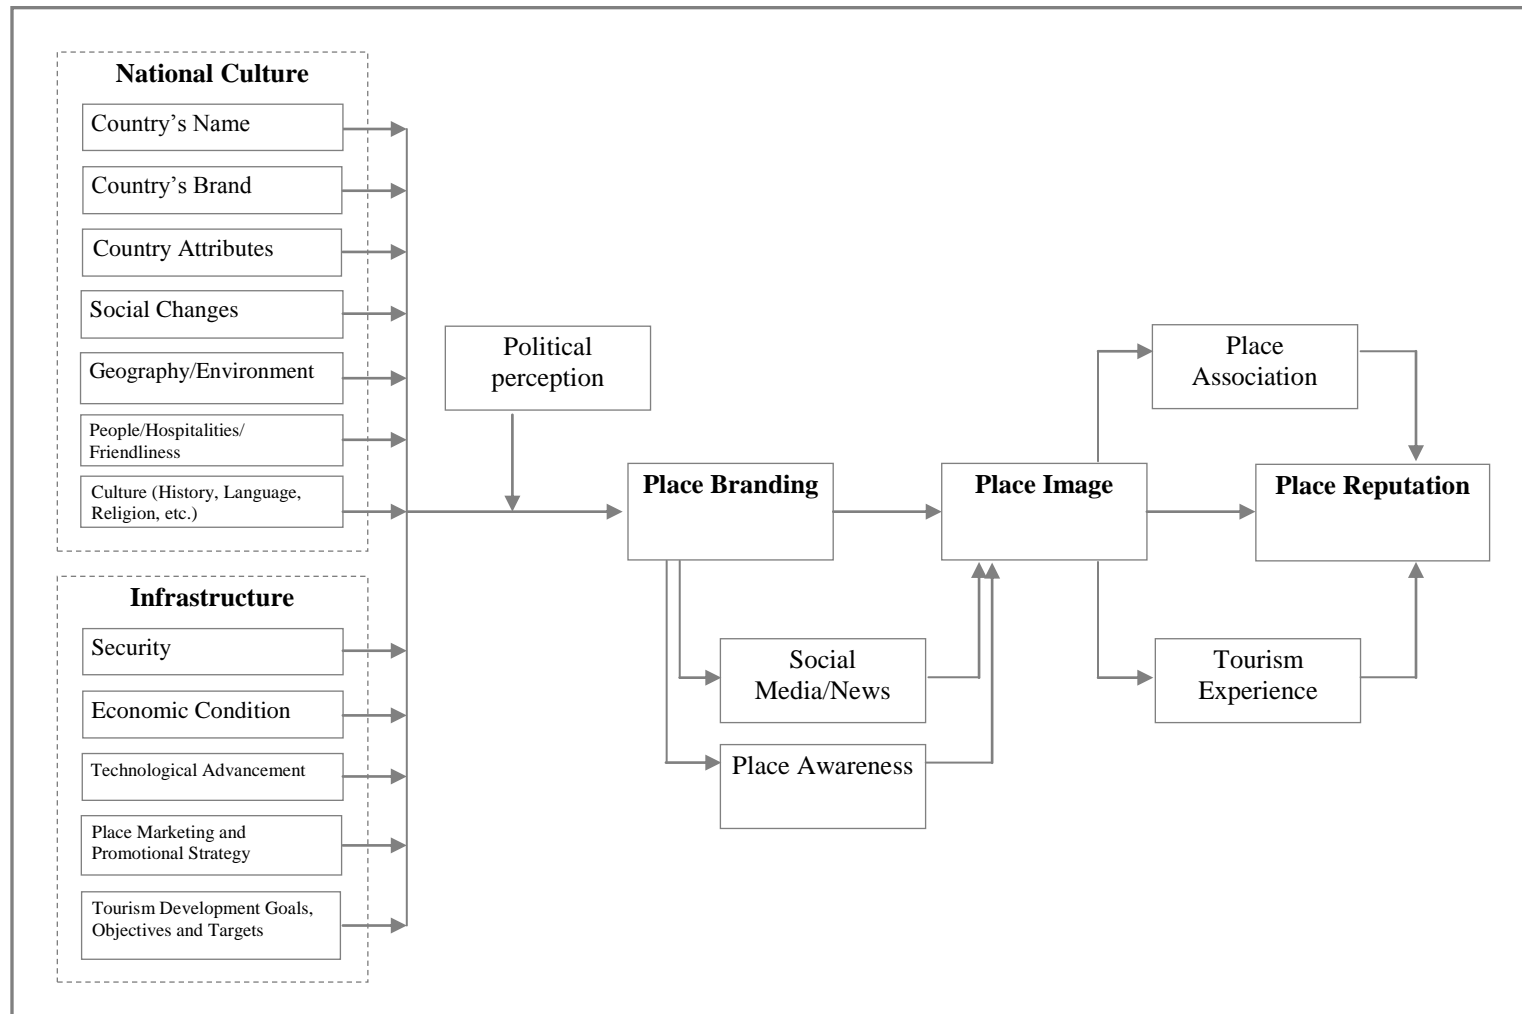 National Culture
Country’s Name
Country’s Brand
Country Attributes
Social Changes
Geography/Environment
People/Hospitalities/
Friendliness
Culture (History, Language,
Religion, etc.)
Infrastructure
Security
Economic Condition
Technological Advancement
Place Marketing and
Promotional Strategy
Tourism Development Goals,
Objectives and Targets
Political
perception
Place Branding
Social
Media/News
Place Awareness
Place Image
Place
Association
Tourism
Experience
Place Reputation